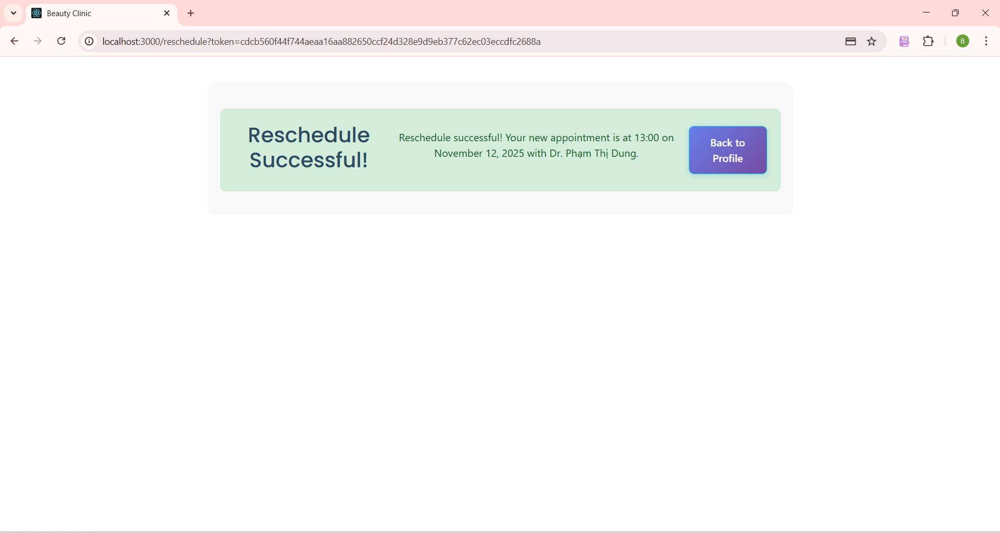 Beauty Clinic
localhost:3000/reschedule?token=cdcb560f44f744aeaa16aa882650ccf24d328e9d9eb377c62ec03eccdfc2688a
B
Reschedule
Successful!
Reschedule successful! Your new appointment is at 13:00 on
November 12, 2025 with Dr. Phạm Thị Dung.
Back to
Profile